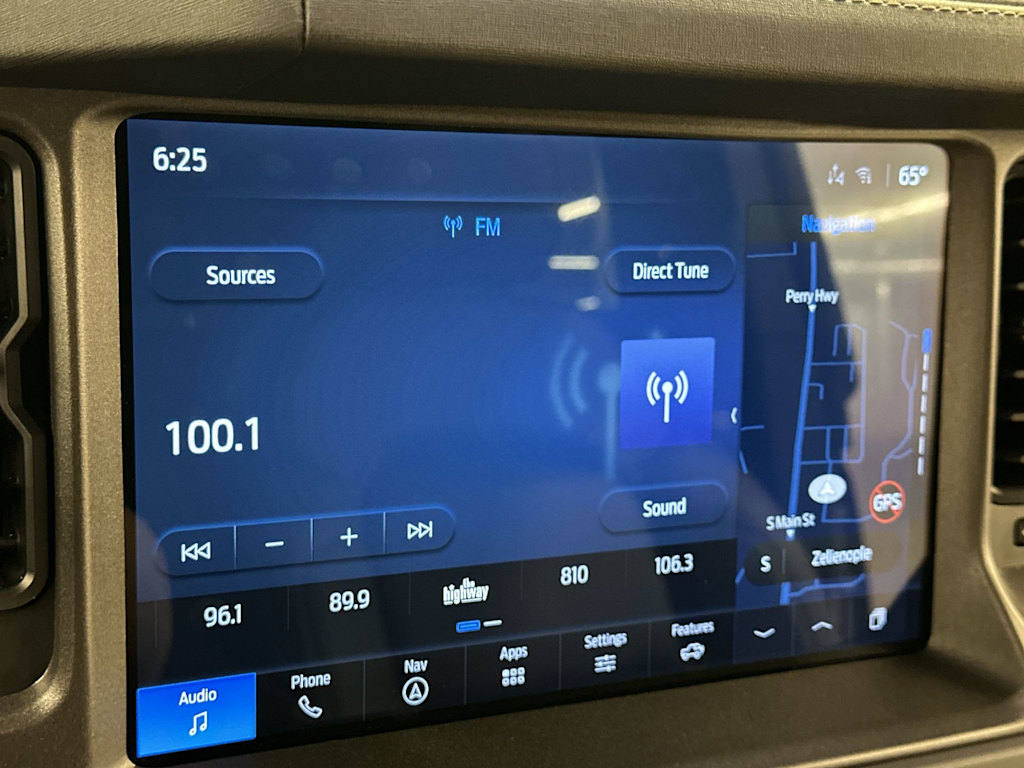 6:25
65°
FM
Navigation
Sources
Direct Tune
Perry Hwy
100.1
GPS
Sound
S Main St
S
Zelienople
96.1
89.9
the
highway
810
106.3
Audio
Phone
Nav
Apps
Settings
Features